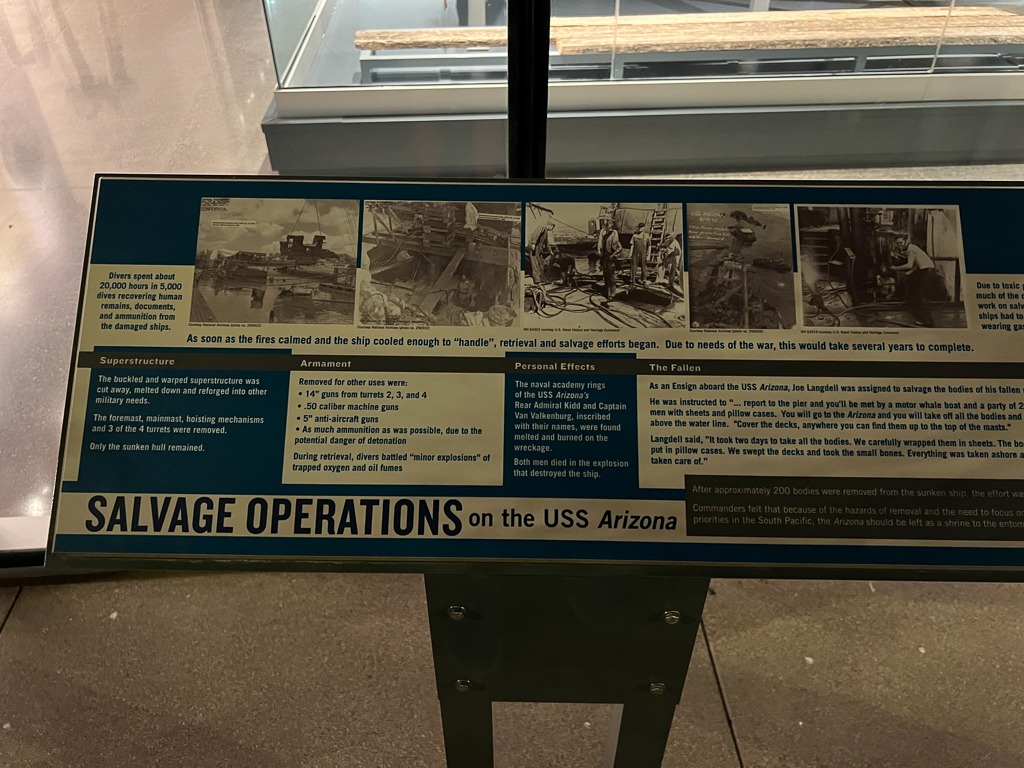 CONFIDENTIAL
Divers spent about
20,000 hours in 5,000
dives recovering human
remains, documents,
and ammunition from
the damaged ships.
Due to toxic
much of the
work on salv
ships had to
wearing ga
As soon as the fires calmed and the ship cooled enough to "handle", retrieval and salvage efforts began. Due to needs of the war, this would take several years to complete.
Superstructure
The buckled and warped superstructure was
cut away, melted down and reforged into other
military needs.
The foremast, mainmast, hoisting mechanisms
and 3 of the 4 turrets were removed.
Only the sunken hull remained.
Armament
Removed for other uses were:
• 14" guns from turrets 2, 3, and 4
• .50 caliber machine guns
• 5" anti-aircraft guns
• As much ammunition as was possible, due to the
potential danger of detonation
During retrieval, divers battled "minor explosions" of
trapped oxygen and oil fumes
Personal Effects
The naval academy rings
of the USS Arizona's
Rear Admiral Kidd and Captain
Van Valkenburg, inscribed
with their names, were found
melted and burned on the
wreckage.
Both men died in the explosion
that destroyed the ship.
The Fallen
As an Ensign aboard the USS Arizona, Joe Langdell was assigned to salvage the bodies of his fallen
He was instructed to "... report to the pier and you'll be met by a motor whale boat and a party of 2
men with sheets and pillow cases. You will go to the Arizona and you will take off all the bodies and
above the water line. "Cover the decks, anywhere you can find them up to the top of the masts."
Langdell said, "It took two days to take all the bodies. We carefully wrapped them in sheets. The bo
put in pillow cases. We swept the decks and took the small bones. Everything was taken ashore a
taken care of."
After approximately 200 bodies were removed from the sunken ship, the effort wa
Commanders felt that because of the hazards of removal and the need to focus on
priorities in the South Pacific, the Arizona should be left as a shrine to the entom
SALVAGE OPERATIONS on the USS Arizona